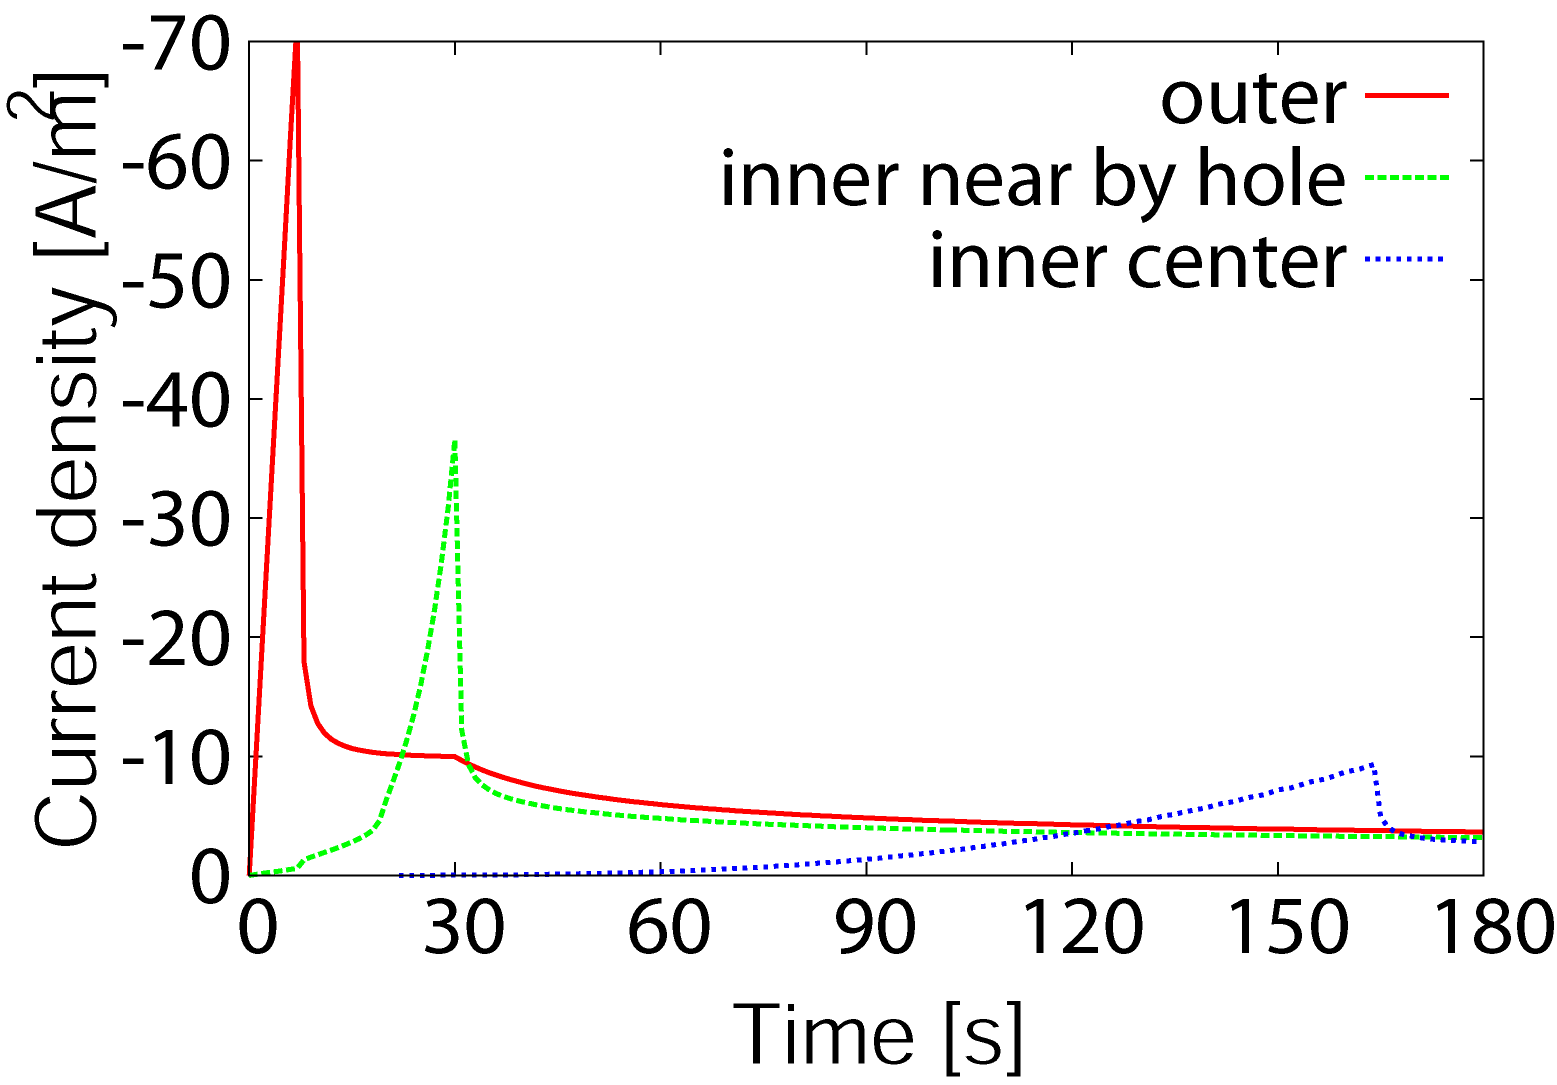 -70
-60
-50
-40
-30
-20
-10
0
Current density [A/m²]
outer
inner near by hole
inner center
0 30 60 90 120 150 180
Time [s]